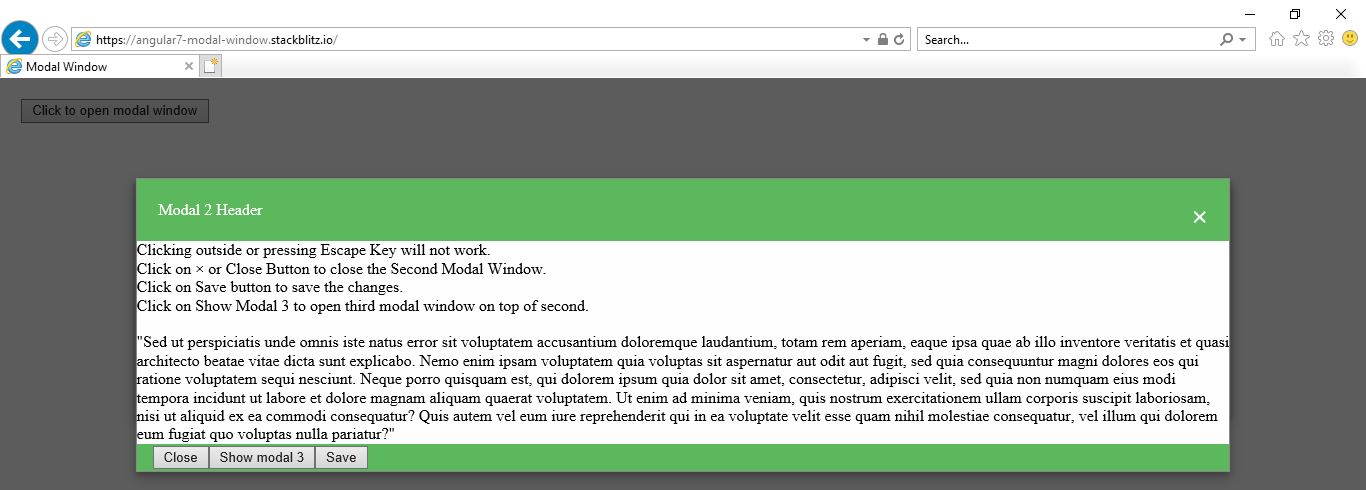 https://angular7-modal-window.stackblitz.io/
Search...
Modal Window
Click to open modal window
Modal 2 Header
×
Clicking outside or pressing Escape Key will not work.
Click on × or Close Button to close the Second Modal Window.
Click on Save button to save the changes.
Click on Show Modal 3 to open third modal window on top of second.
"Sed ut perspiciatis unde omnis iste natus error sit voluptatem accusantium doloremque laudantium, totam rem aperiam, eaque ipsa quae ab illo inventore veritatis et quasi
architecto beatae vitae dicta sunt explicabo. Nemo enim ipsam voluptatem quia voluptas sit aspernatur aut odit aut fugit, sed quia consequuntur magni dolores eos qui
ratione voluptatem sequi nesciunt. Neque porro quisquam est, qui dolorem ipsum quia dolor sit amet, consectetur, adipisci velit, sed quia non numquam eius modi
tempora incidunt ut labore et dolore magnam aliquam quaerat voluptatem. Ut enim ad minima veniam, quis nostrum exercitationem ullam corporis suscipit laboriosam,
nisi ut aliquid ex ea commodi consequatur? Quis autem vel eum iure reprehenderit qui in ea voluptate velit esse quam nihil molestiae consequatur, vel illum qui dolorem
eum fugiat quo voluptas nulla pariatur?"
Close Show modal 3 Save